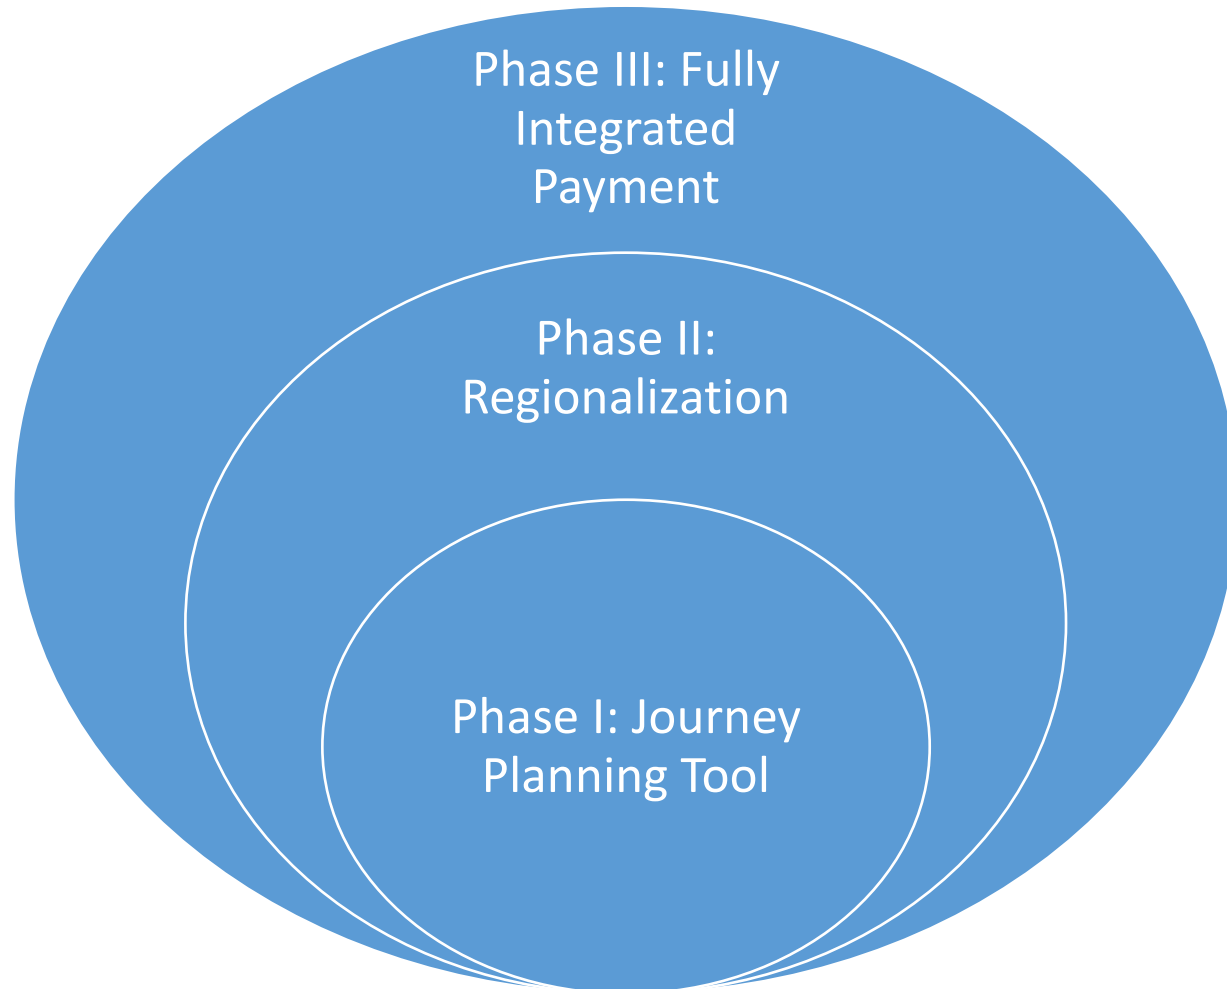 Phase III: Fully
Integrated
Payment
Phase II:
Regionalization
Phase I: Journey
Planning Tool